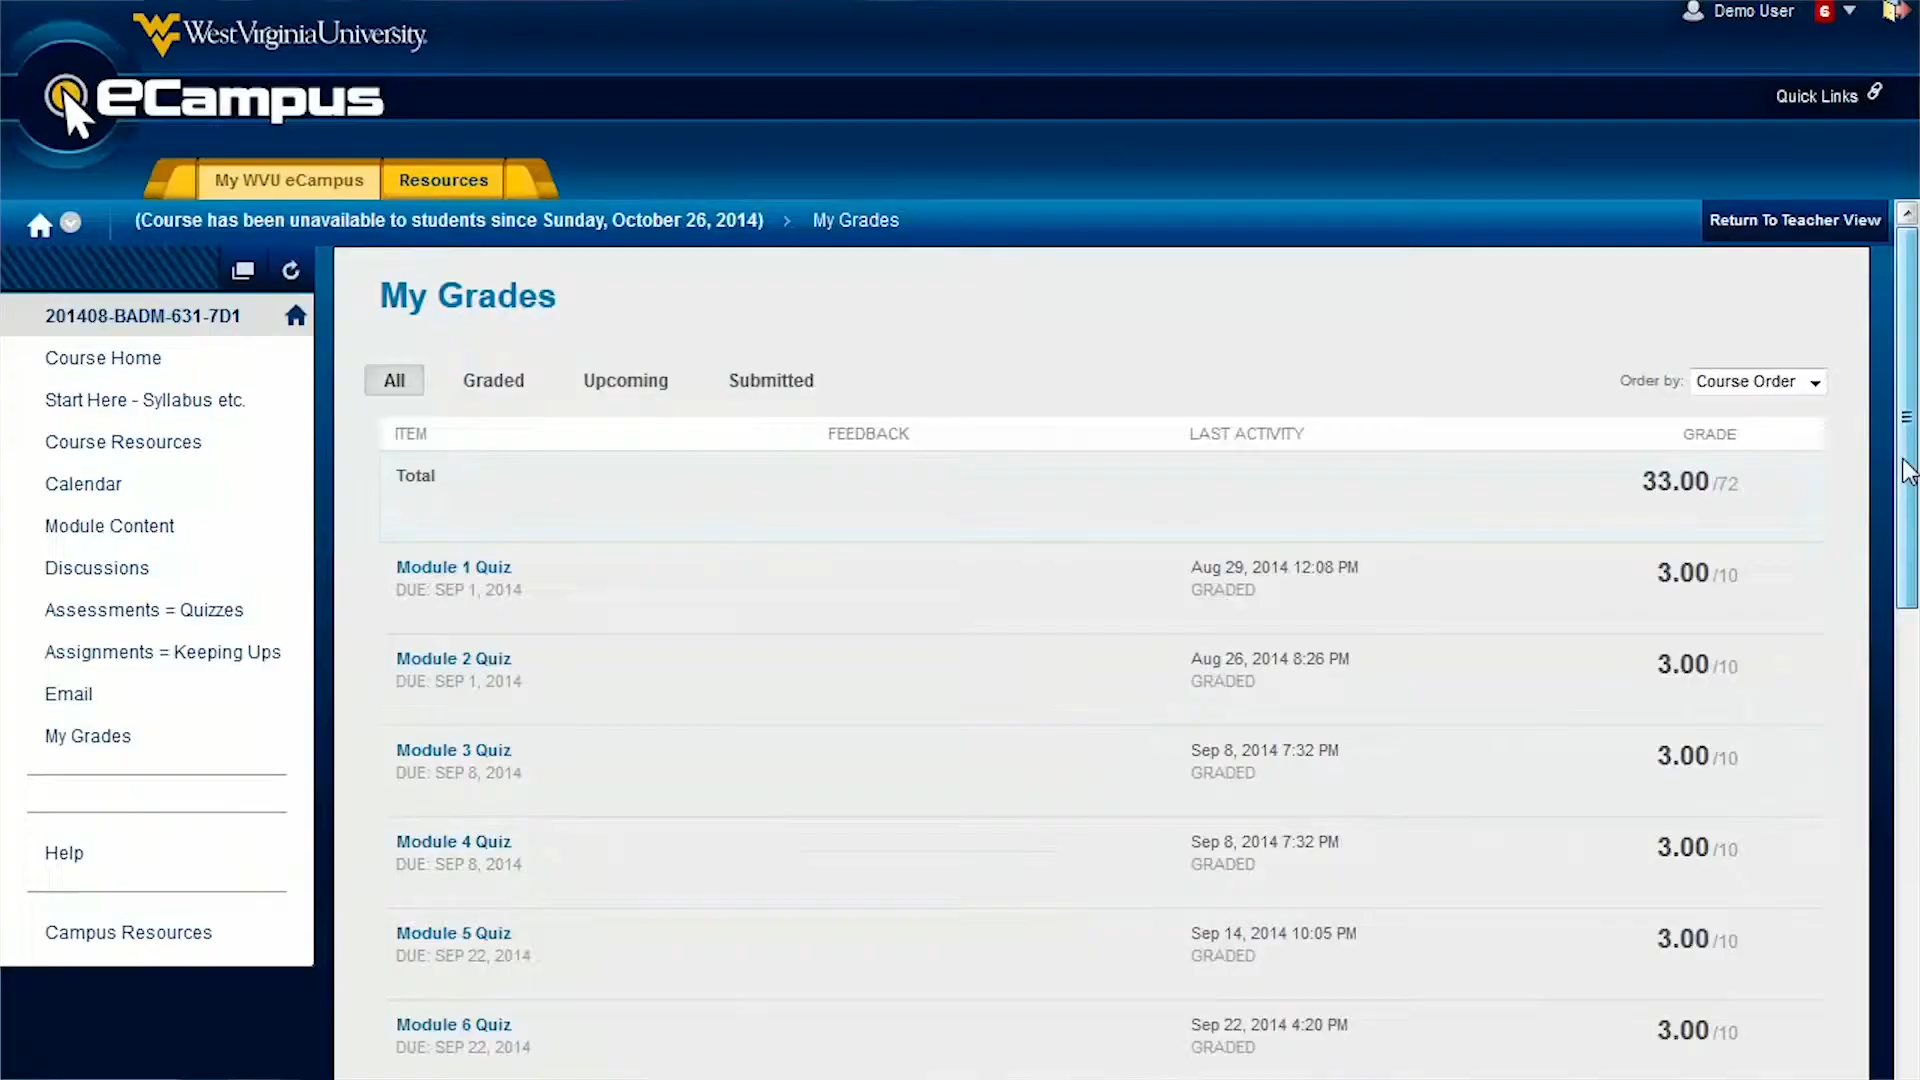 WestVirginiaUniversity
Demo User 6
eCampus
Quick Links
My WVU eCampus Resources
(Course has been unavailable to students since Sunday, October 26, 2014) > My Grades
Return To Teacher View
201408-BADM-631-7D1
Course Home
Start Here - Syllabus etc.
Course Resources
Calendar
Module Content
Discussions
Assessments = Quizzes
Assignments = Keeping Ups
Email
My Grades
Help
Campus Resources
My Grades
All Graded Upcoming Submitted
Order by: Course Order
ITEM FEEDBACK LAST ACTIVITY GRADE
Total 33.00 /72
Module 1 Quiz Aug 29, 2014 12:08 PM 3.00 /10
DUE: SEP 1, 2014 GRADED
Module 2 Quiz Aug 26, 2014 8:26 PM 3.00 /10
DUE: SEP 1, 2014 GRADED
Module 3 Quiz Sep 8, 2014 7:32 PM 3.00 /10
DUE: SEP 8, 2014 GRADED
Module 4 Quiz Sep 8, 2014 7:32 PM 3.00 /10
DUE: SEP 8, 2014 GRADED
Module 5 Quiz Sep 14, 2014 10:05 PM 3.00 /10
DUE: SEP 22, 2014 GRADED
Module 6 Quiz Sep 22, 2014 4:20 PM 3.00 /10
DUE: SEP 22, 2014 GRADED